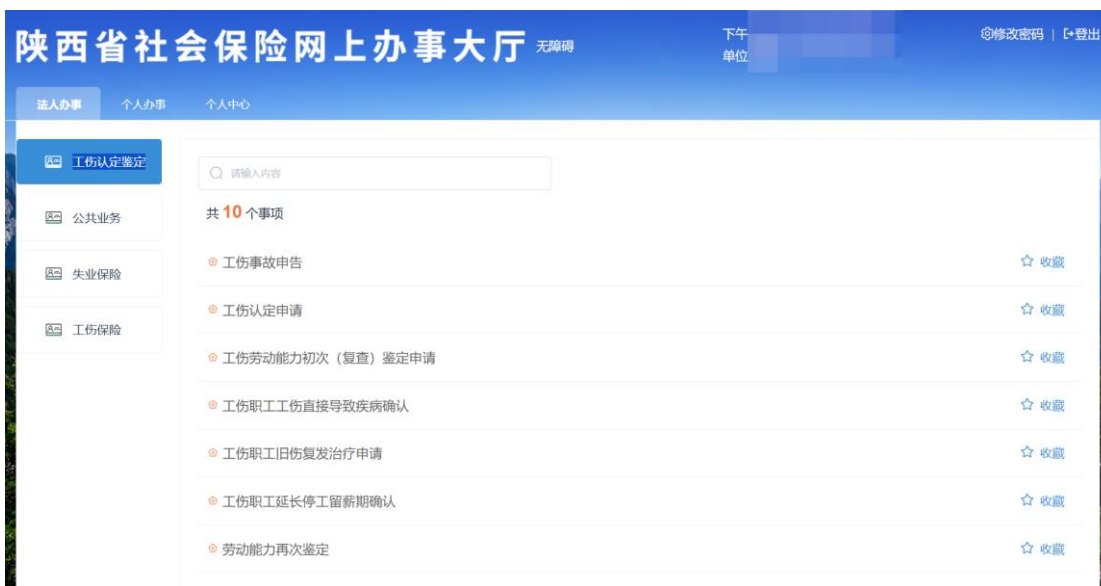 陕西省社会保险网上办事大厅 无障碍
下午
单位
修改密码 | 登出
法人办事 个人办事 个人中心
工伤认定鉴定
公共业务
失业保险
工伤保险
请输入内容
共 10 个事项
工伤事故申告 收藏
工伤认定申请 收藏
工伤劳动能力初次（复查）鉴定申请 收藏
工伤职工工伤直接导致疾病确认 收藏
工伤职工旧伤复发治疗申请 收藏
工伤职工延长停工留薪期确认 收藏
劳动能力再次鉴定 收藏